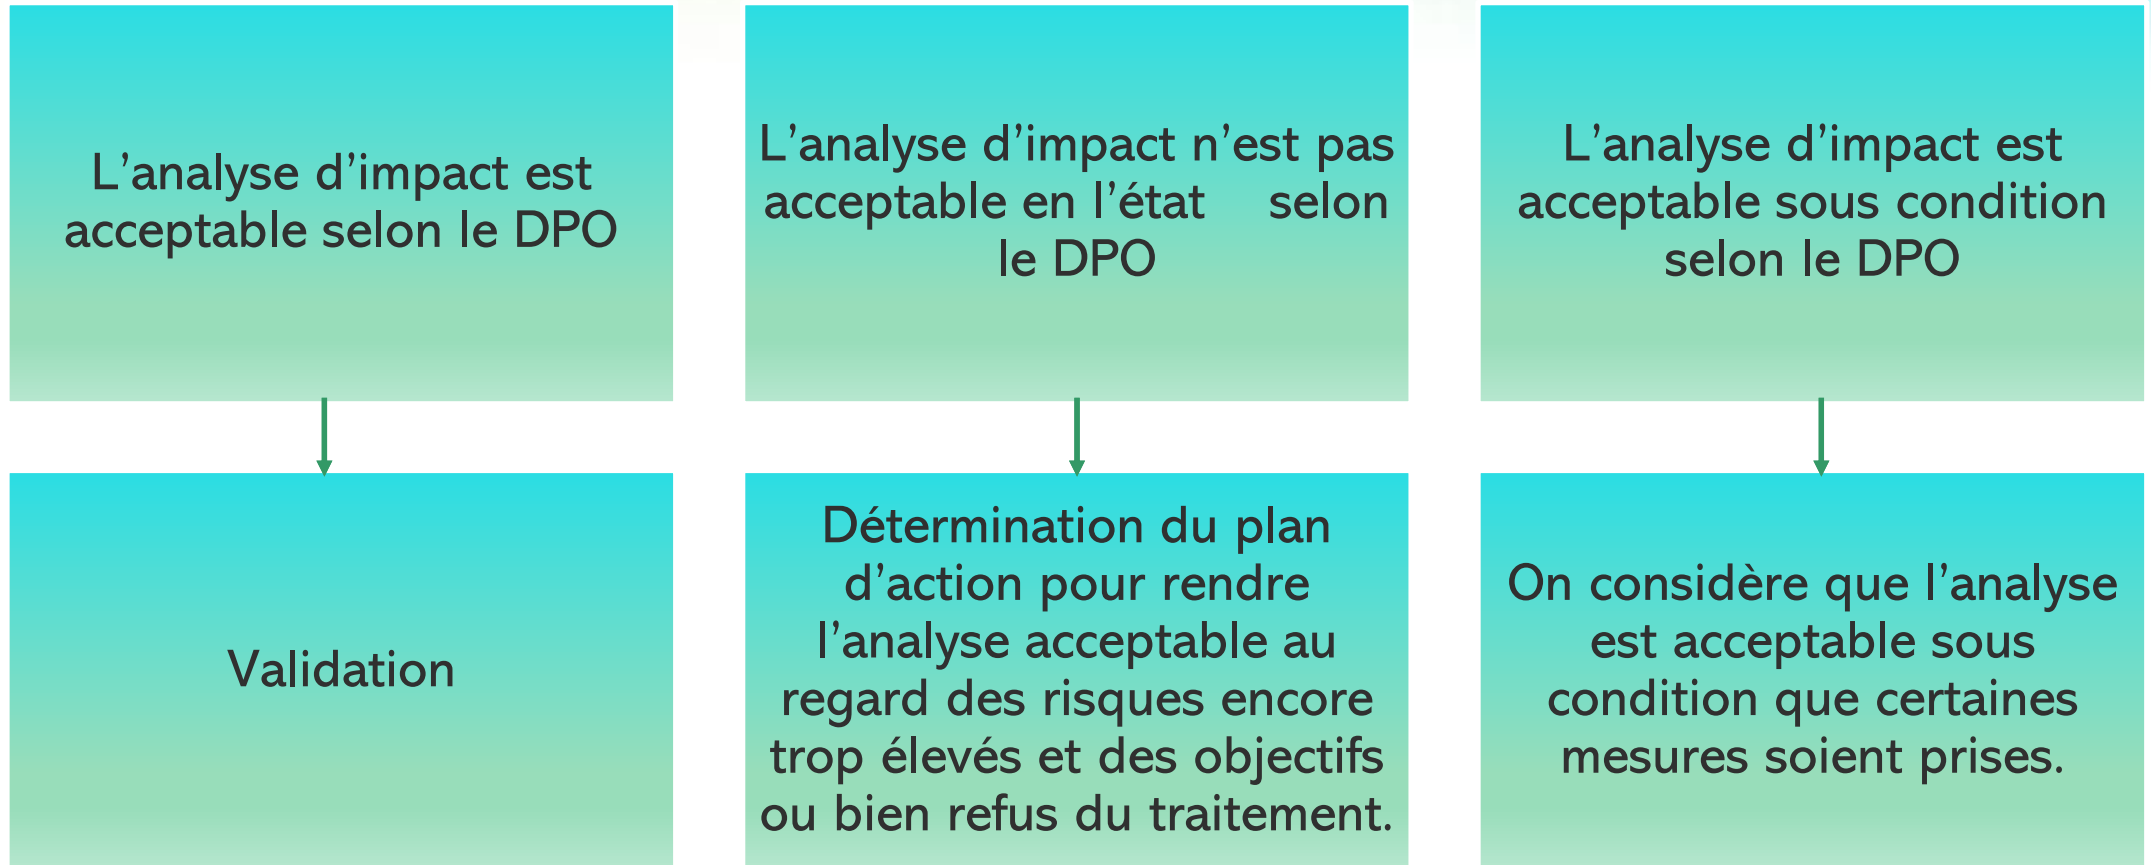 L’analyse d’impact est
acceptable selon le DPO
L’analyse d’impact n’est pas
acceptable en l’état selon
le DPO
L’analyse d’impact est
acceptable sous condition
selon le DPO
Validation
Détermination du plan
d’action pour rendre
l’analyse acceptable au
regard des risques encore
trop élevés et des objectifs
ou bien refus du traitement.
On considère que l’analyse
est acceptable sous
condition que certaines
mesures soient prises.